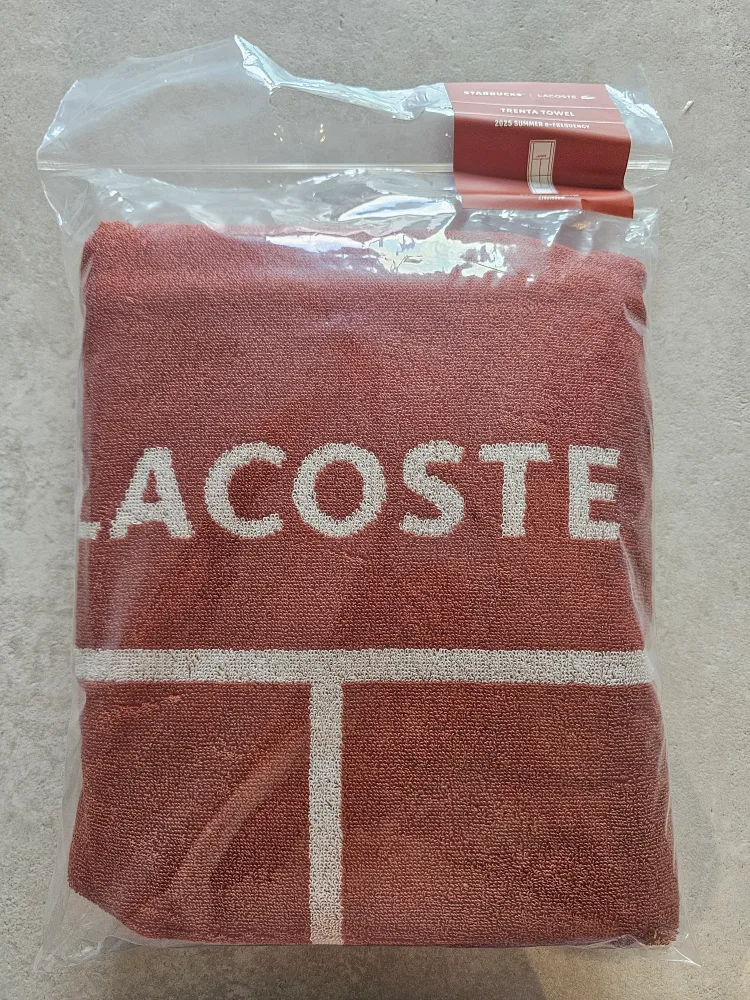 STARBUCKS | LACOSTE
TRENTA TOWEL
2025 SUMMER e-FREQUENCY
LACOSTE